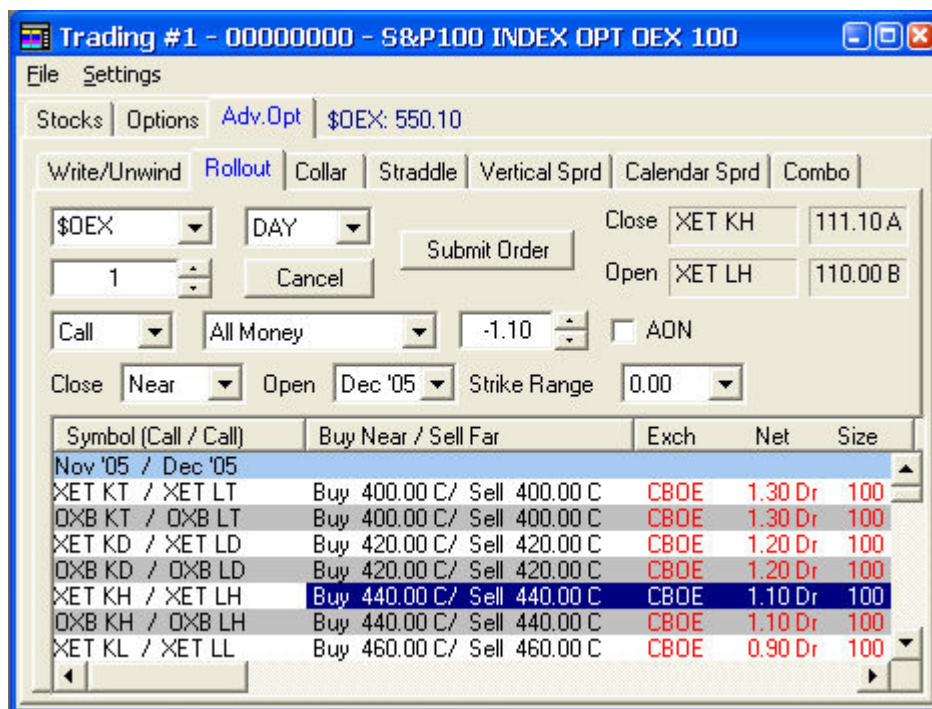 Trading #1 - 00000000 - S&P100 INDEX OPT OEX 100
File Settings
Stocks Options Adv.Opt $OEX: 550.10
Write/Unwind Rollout Collar Straddle Vertical Sprd Calendar Sprd Combo
$OEX DAY Submit Order Close XET KH 111.10 A
1 Cancel Open XET LH 110.00 B
Call All Money -1.10 AON
Close Near Open Dec '05 Strike Range 0.00
Symbol (Call / Call) Buy Near / Sell Far Exch Net Size
Nov '05 / Dec '05
XET KT / XET LT Buy 400.00 C/ Sell 400.00 C CBOE 1.30 Dr 100
OXB KT / OXB LT Buy 400.00 C/ Sell 400.00 C CBOE 1.30 Dr 100
XET KD / XET LD Buy 420.00 C/ Sell 420.00 C CBOE 1.20 Dr 100
OXB KD / OXB LD Buy 420.00 C/ Sell 420.00 C CBOE 1.20 Dr 100
XET KH / XET LH Buy 440.00 C/ Sell 440.00 C CBOE 1.10 Dr 100
OXB KH / OXB LH Buy 440.00 C/ Sell 440.00 C CBOE 1.10 Dr 100
XET KL / XET LL Buy 460.00 C/ Sell 460.00 C CBOE 0.90 Dr 100